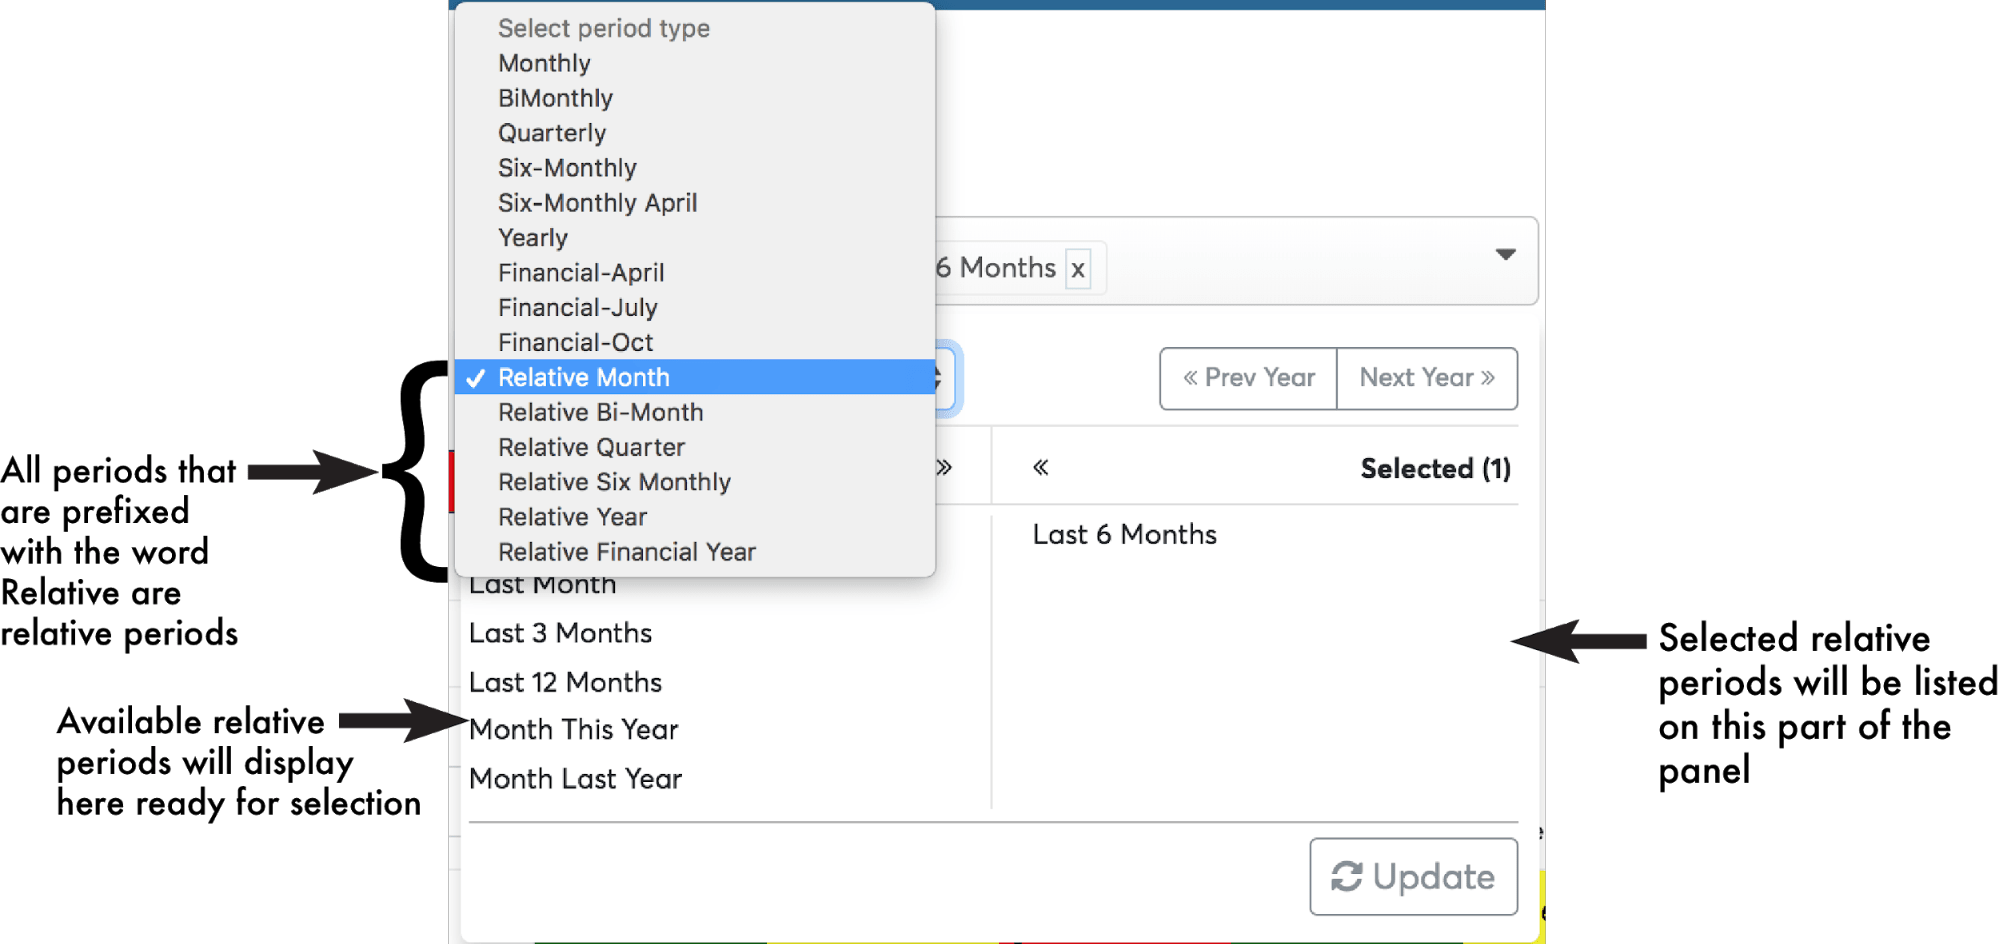 Select period type
Monthly
BiMonthly
Quarterly
Six-Monthly
Six-Monthly April
Yearly
Financial-April
Financial-July
Financial-Oct
✓ Relative Month
Relative Bi-Month
Relative Quarter
Relative Six Monthly
Relative Year
Relative Financial Year
6 Months x
« Prev Year
Next Year »
»
«
Selected (1)
Last 6 Months
Last Month
Last 3 Months
Last 12 Months
Month This Year
Month Last Year
Update
All periods that
are prefixed
with the word
Relative are
relative periods
Available relative
periods will display
here ready for selection
Selected relative
periods will be listed
on this part of the
panel